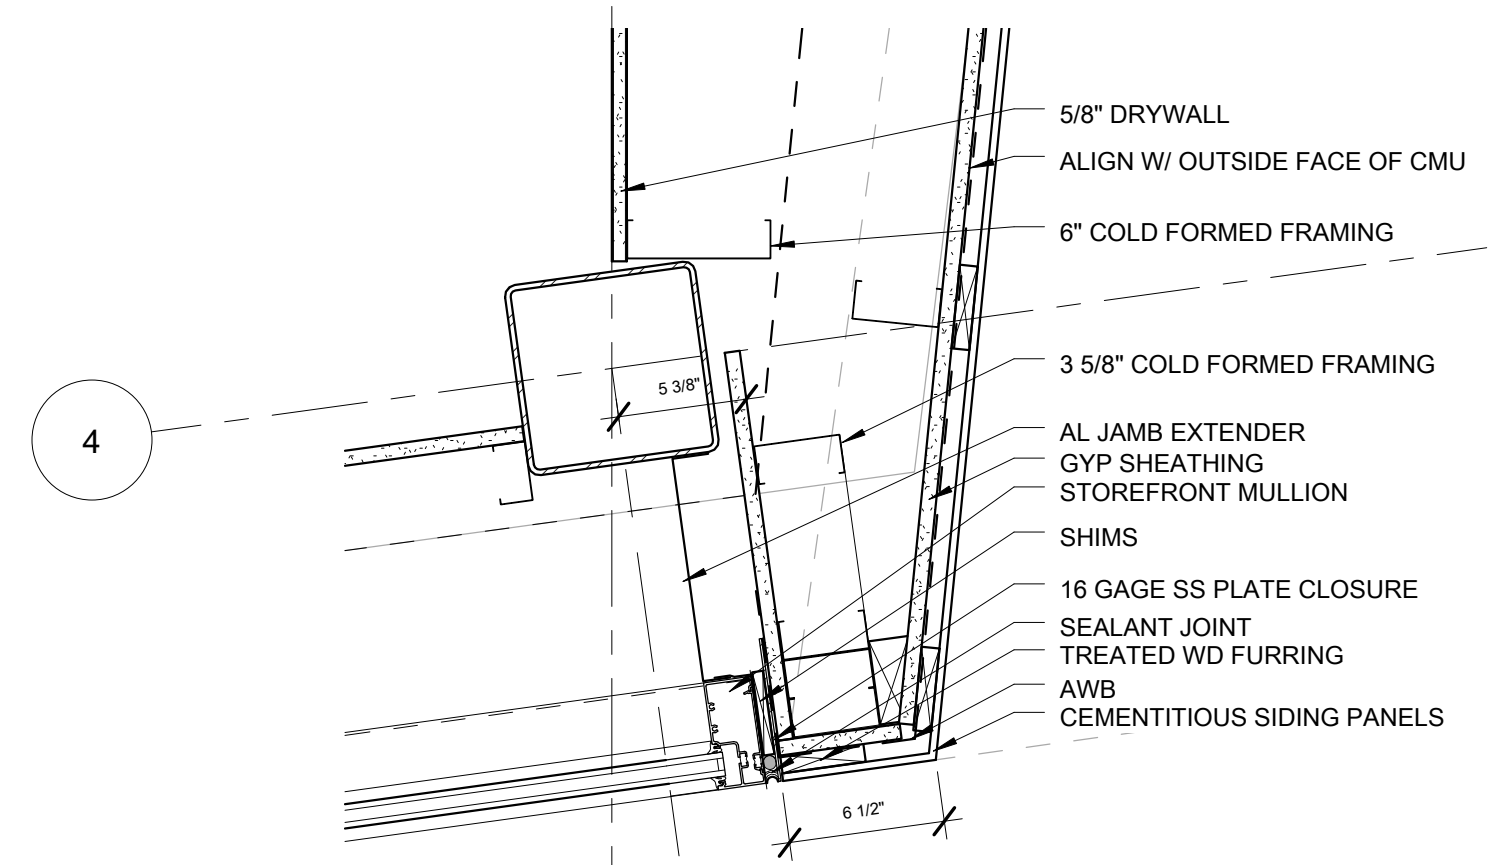 5/8" DRYWALL
ALIGN W/ OUTSIDE FACE OF CMU
6" COLD FORMED FRAMING
3 5/8" COLD FORMED FRAMING
5 3/8"
4
AL JAMB EXTENDER
GYP SHEATHING
STOREFRONT MULLION
SHIMS
16 GAGE SS PLATE CLOSURE
SEALANT JOINT
TREATED WD FURRING
AWB
CEMENTITIOUS SIDING PANELS
6 1/2"